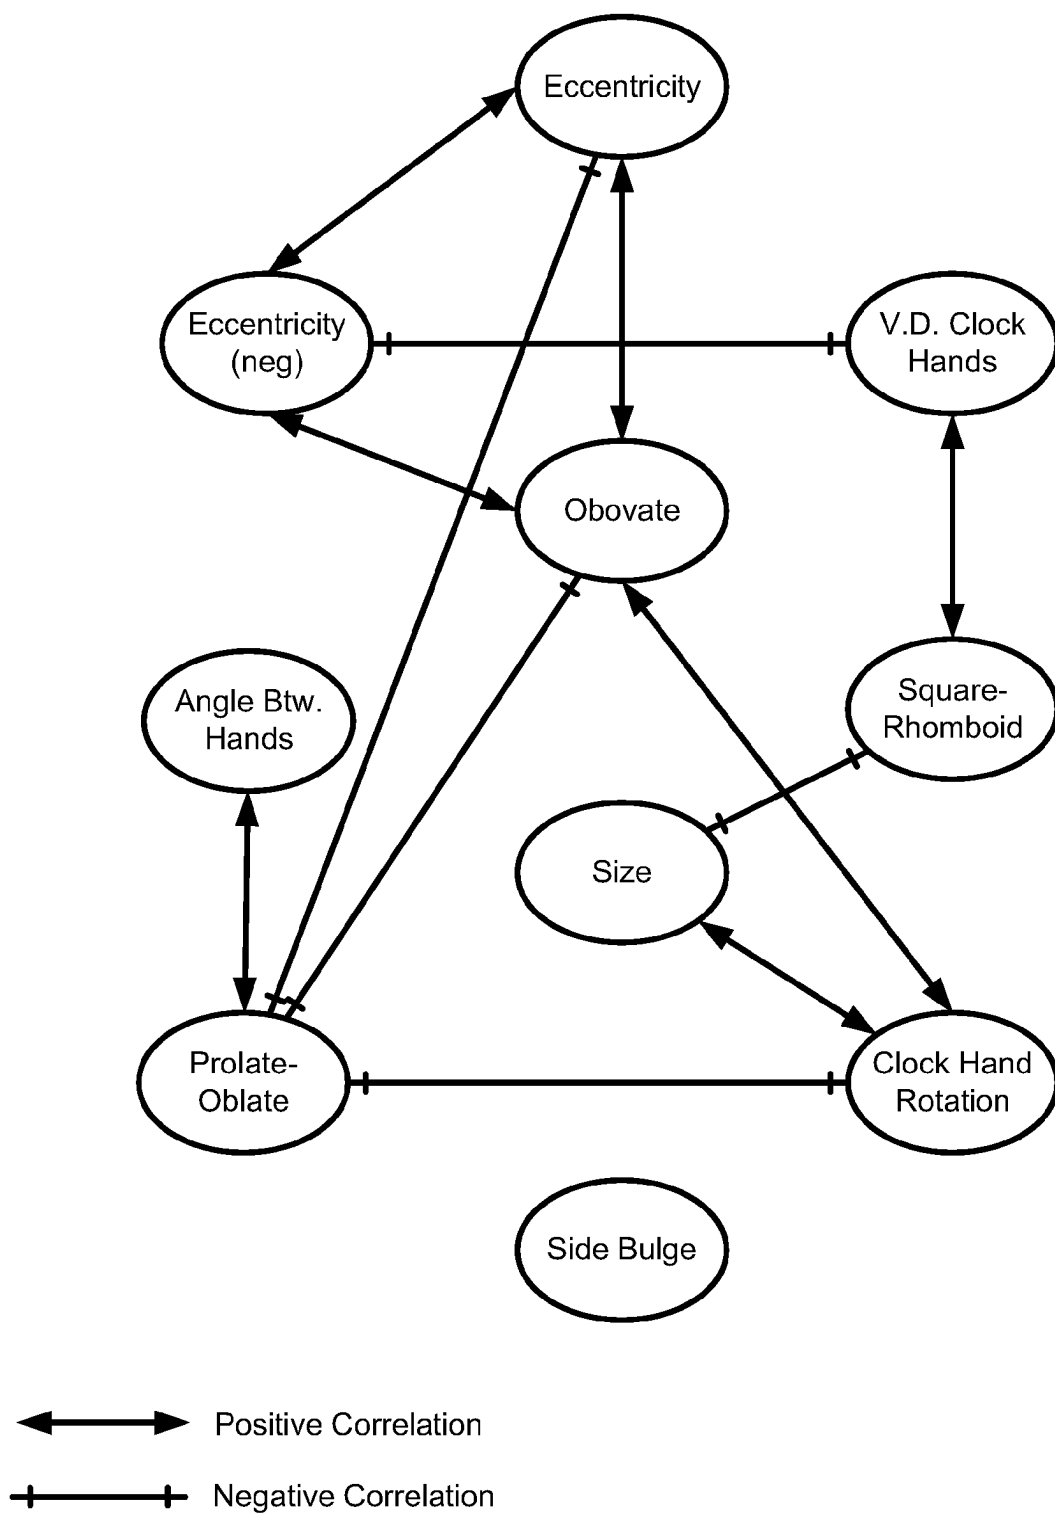 Eccentricity
Eccentricity
(neg)
V.D. Clock
Hands
Obovate
Angle Btw.
Hands
Square-
Rhomboid
Size
Prolate-
Oblate
Clock Hand
Rotation
Side Bulge
Positive Correlation
Negative Correlation